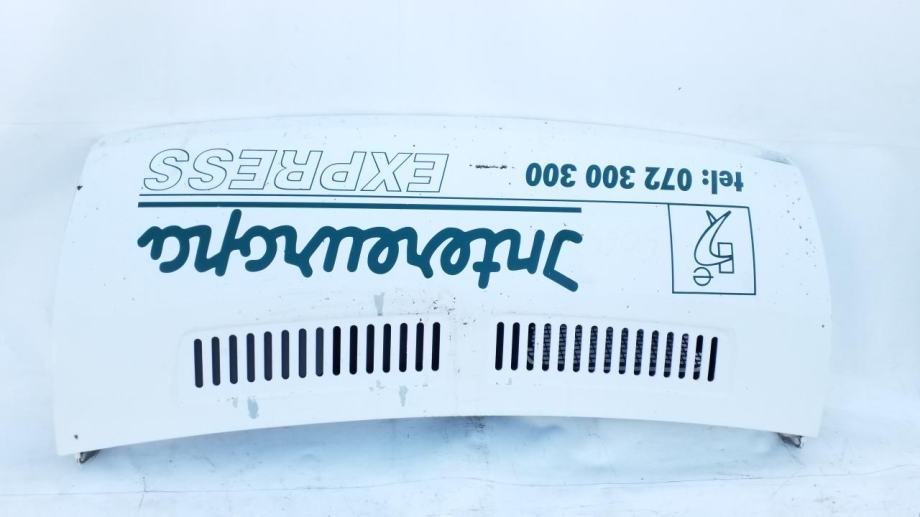 Intereuropa
EXPRESS
tel: 072 300 300